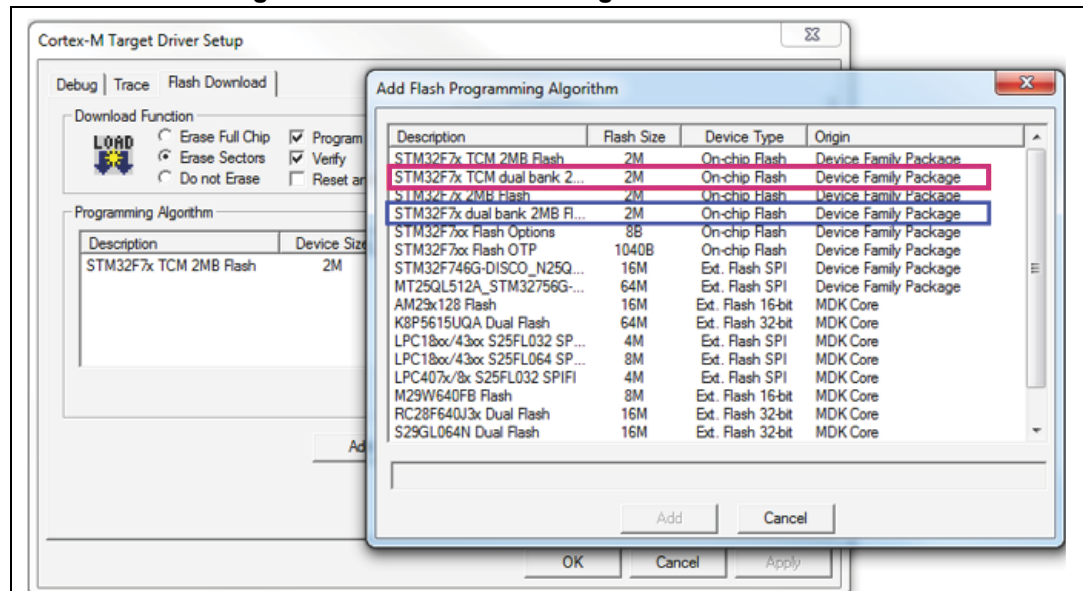 Cortex-M Target Driver Setup
Debug Trace Flash Download
Download Function
LOAD
Erase Full Chip Program
Erase Sectors Verify
Do not Erase Reset an
Programming Algorithm
Description Device Size
STM32F7x TCM 2MB Flash 2M
Ad
OK Cancel Apply
Add Flash Programming Algorithm
Description Flash Size Device Type Origin
STM32F7x TCM 2MB Flash 2M On-chip Flash Device Family Package
STM32F7x TCM dual bank 2... 2M On-chip Flash Device Family Package
STM32F7x 2MB Flash 2M On-chip Flash Device Family Package
STM32F7x dual bank 2MB Fl... 2M On-chip Flash Device Family Package
STM32F7xx Flash Options 8B On-chip Flash Device Family Package
STM32F7xx Flash OTP 1040B On-chip Flash Device Family Package
STM32F746G-DISCO_N25Q... 16M Ext. Flash SPI Device Family Package
MT25QL512A_STM32756G-... 64M Ext. Flash SPI Device Family Package
AM29x128 Flash 16M Ext. Flash 16-bit MDK Core
K8P5615UQA Dual Flash 64M Ext. Flash 32-bit MDK Core
LPC18xx/43xx S25FL032 SP... 4M Ext. Flash SPI MDK Core
LPC18xx/43xx S25FL064 SP... 8M Ext. Flash SPI MDK Core
LPC407x/8x S25FL032 SPIFI 4M Ext. Flash SPI MDK Core
M29W640FB Flash 8M Ext. Flash 16-bit MDK Core
RC28F640J3x Dual Flash 16M Ext. Flash 32-bit MDK Core
S29GL064N Dual Flash 16M Ext. Flash 32-bit MDK Core
Add Cancel